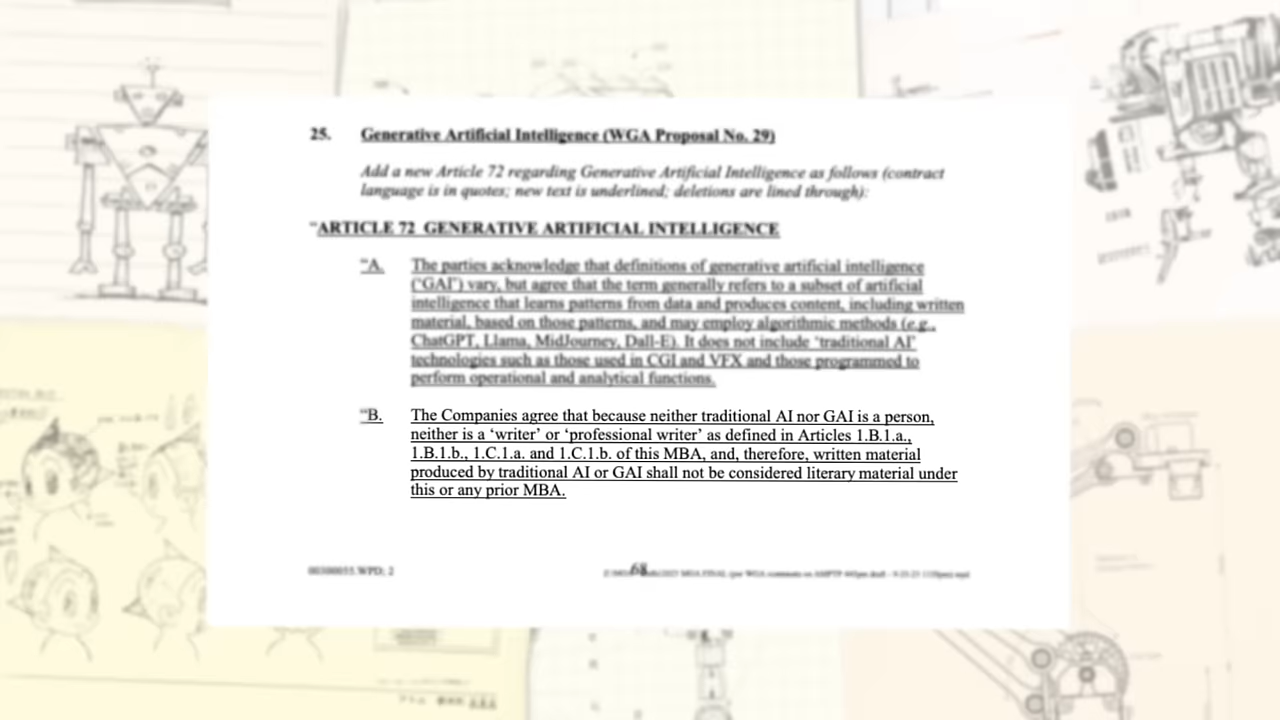 25. Generative Artificial Intelligence (WGA Proposal No. 29)
Add a new Article 72 regarding Generative Artificial Intelligence as follows (contract
language is in quotes; new text is underlined; deletions are lined through):
"ARTICLE 72 GENERATIVE ARTIFICIAL INTELLIGENCE
"A. The parties acknowledge that definitions of generative artificial intelligence
('GAI') vary, but agree that the term generally refers to a subset of artificial
intelligence that learns patterns from data and produces content, including written
material, based on those patterns, and may employ algorithmic methods (e.g.,
ChatGPT, Llama, MidJourney, Dall-E). It does not include 'traditional AI'
technologies such as those used in CGI and VFX and those programmed to
perform operational and analytical functions.
"B. The Companies agree that because neither traditional AI nor GAI is a person,
neither is a ‘writer’ or ‘professional writer’ as defined in Articles 1.B.1.a.,
1.B.1.b., 1.C.1.a. and 1.C.1.b. of this MBA, and, therefore, written material
produced by traditional AI or GAI shall not be considered literary material under
this or any prior MBA.
68